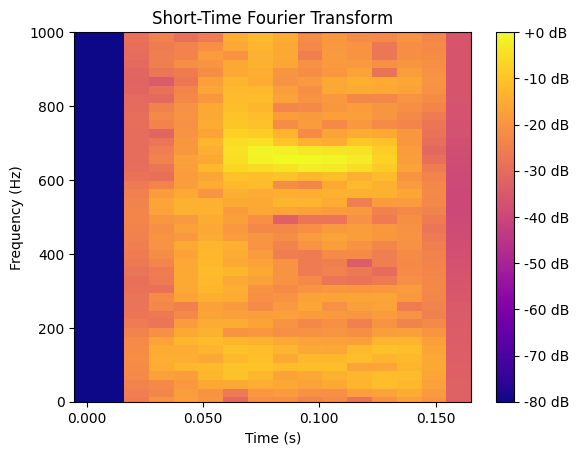 Short-Time Fourier Transform
1000
800
600
400
200
0
Frequency (Hz)
0.000
0.050
0.100
0.150
Time (s)
+0 dB
-10 dB
-20 dB
-30 dB
-40 dB
-50 dB
-60 dB
-70 dB
-80 dB